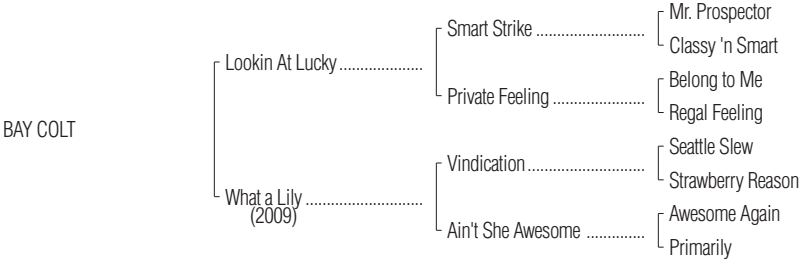 Mr. Prospector
Smart Strike ..........................
Classy 'n Smart
Lookin At Lucky.....................
Belong to Me
Private Feeling ......................
Regal Feeling
BAY COLT
Seattle Slew
Vindication............................
Strawberry Reason
What a Lily .............................
(2009)
Awesome Again
Ain't She Awesome ..............
Primarily